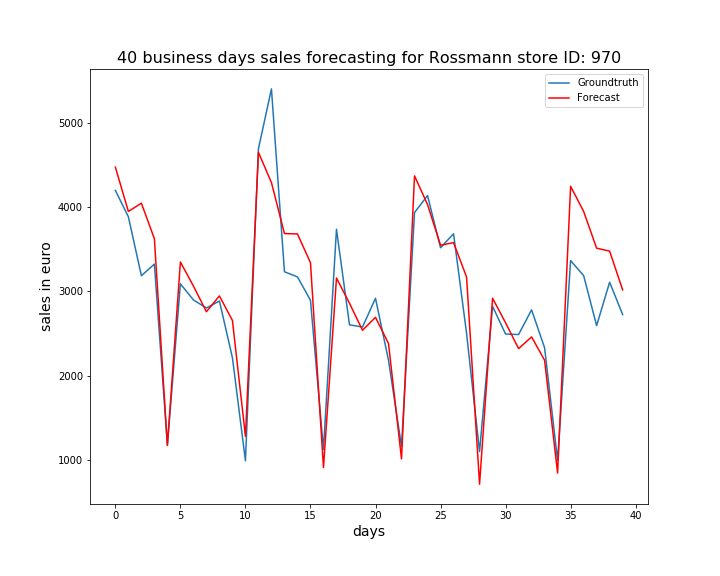 40 business days sales forecasting for Rossmann store ID: 970
Groundtruth
Forecast
sales in euro
5000
4000
3000
2000
1000
0 5 10 15 20 25 30 35 40
days